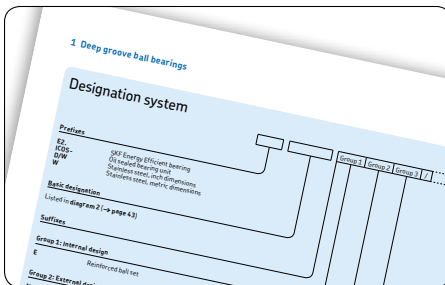 1 Deep groove ball bearings
Designation system
Prefixes
Group 1 Group 2 Group 3 /
E2. SKF Energy Efficient bearing
ICOS- Oil sealed bearing unit
D/W Stainless steel, inch dimensions
W Stainless steel, metric dimensions
Basic designation
Listed in diagram 2 (→ page 43)
Suffixes
Group 1: Internal design
E Reinforced ball set
Group 2: External